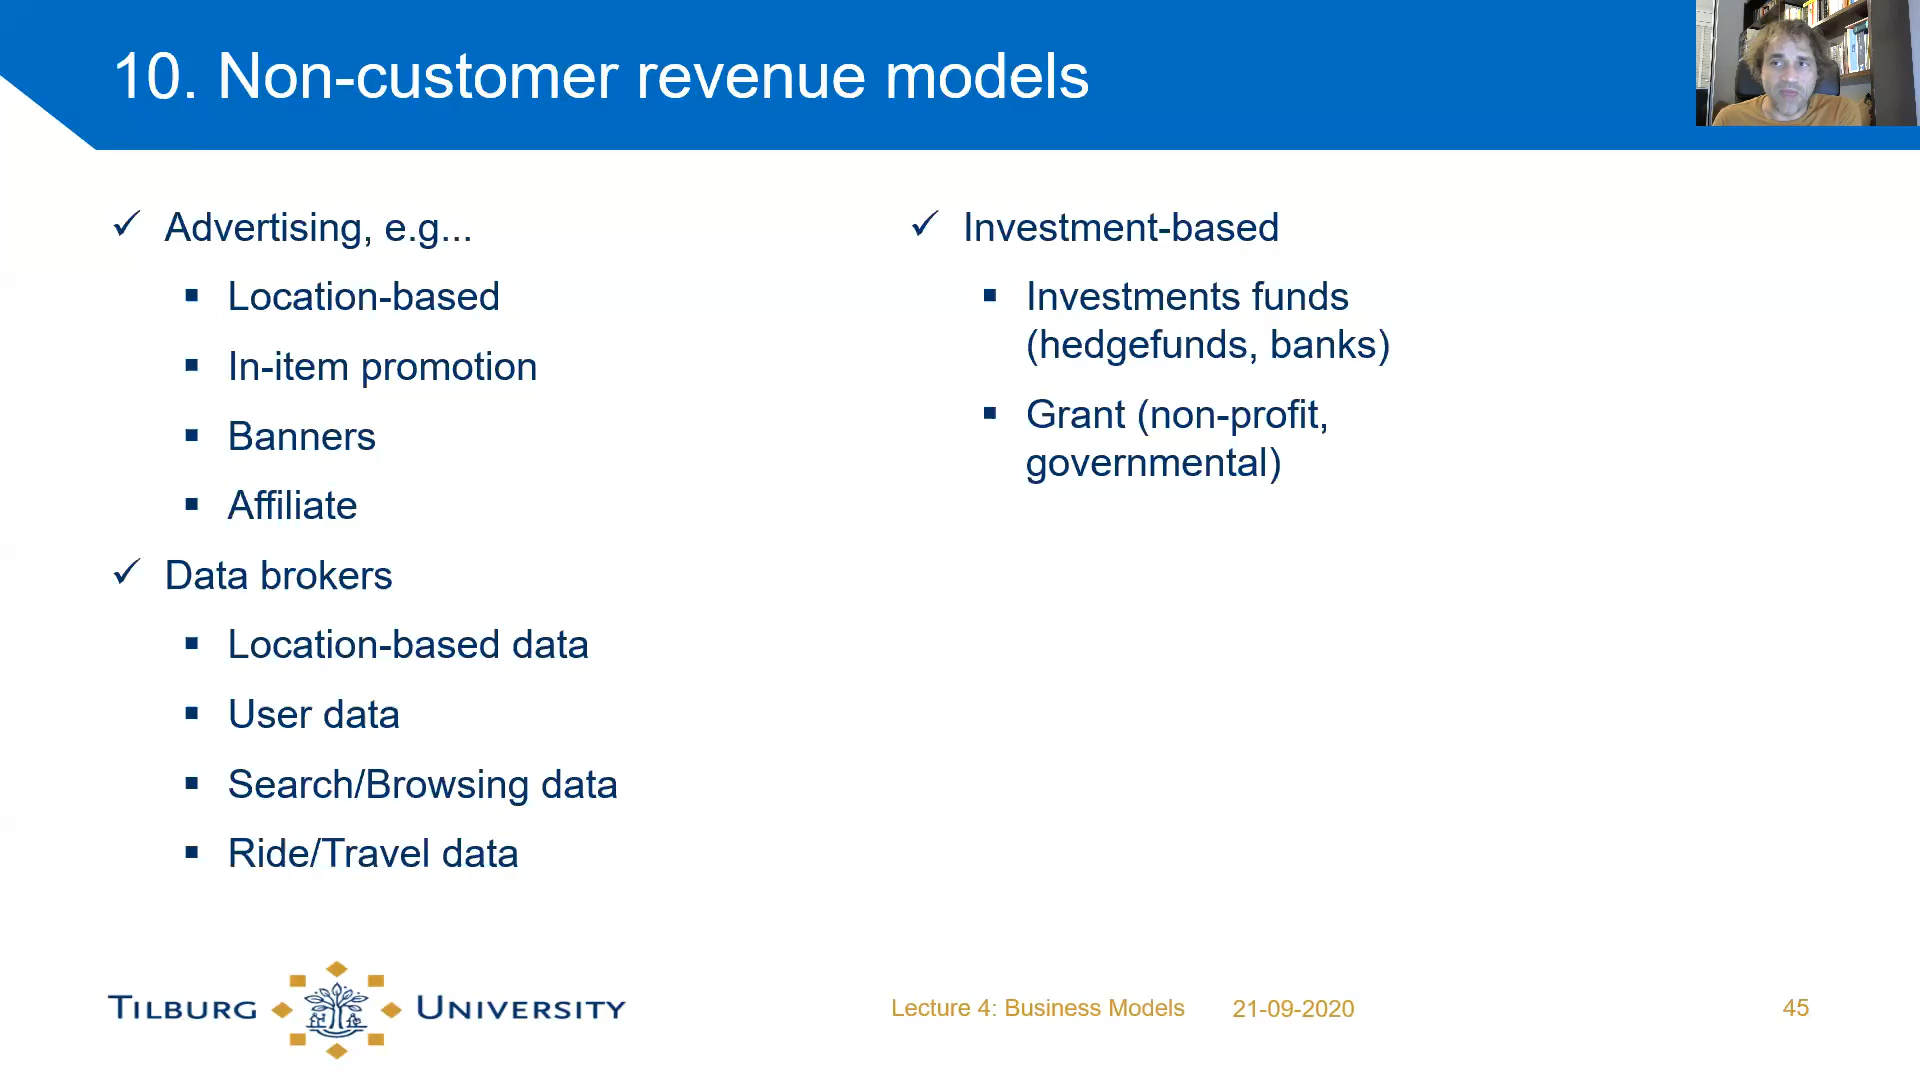 10. Non-customer revenue models
Advertising, e.g...
Location-based
In-item promotion
Banners
Affiliate
Data brokers
Location-based data
User data
Search/Browsing data
Ride/Travel data
Investment-based
Investments funds
(hedgefunds, banks)
Grant (non-profit,
governmental)
TILBURG UNIVERSITY
Lecture 4: Business Models 21-09-2020 45